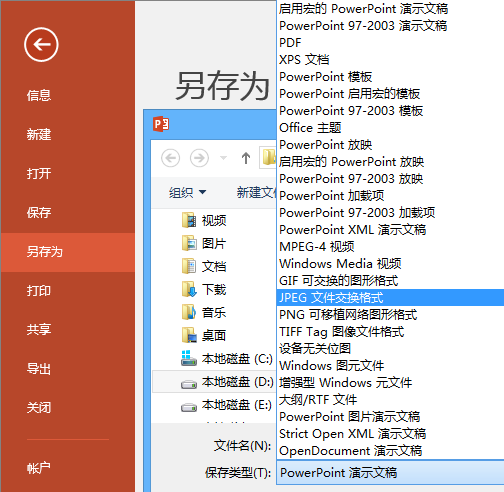 信息
新建
打开
保存
另存为
打印
共享
导出
关闭
帐户
另存为
组织
新建文件
视频
图片
文档
下载
音乐
桌面
本地磁盘 (C:)
本地磁盘 (D:)
本地磁盘 (E:)
文件名(N):
保存类型(T):
启用宏的 PowerPoint 演示文稿
PowerPoint 97-2003 演示文稿
PDF
XPS 文档
PowerPoint 模板
PowerPoint 启用宏的模板
PowerPoint 97-2003 模板
Office 主题
PowerPoint 放映
启用宏的 PowerPoint 放映
PowerPoint 97-2003 放映
PowerPoint 加载项
PowerPoint 97-2003 加载项
PowerPoint XML 演示文稿
MPEG-4 视频
Windows Media 视频
GIF 可交换的图形格式
JPEG 文件交换格式
PNG 可移植网络图形格式
TIFF Tag 图像文件格式
设备无关位图
Windows 图元文件
增强型 Windows 元文件
大纲/RTF 文件
PowerPoint 图片演示文稿
Strict Open XML 演示文稿
OpenDocument 演示文稿
PowerPoint 演示文稿